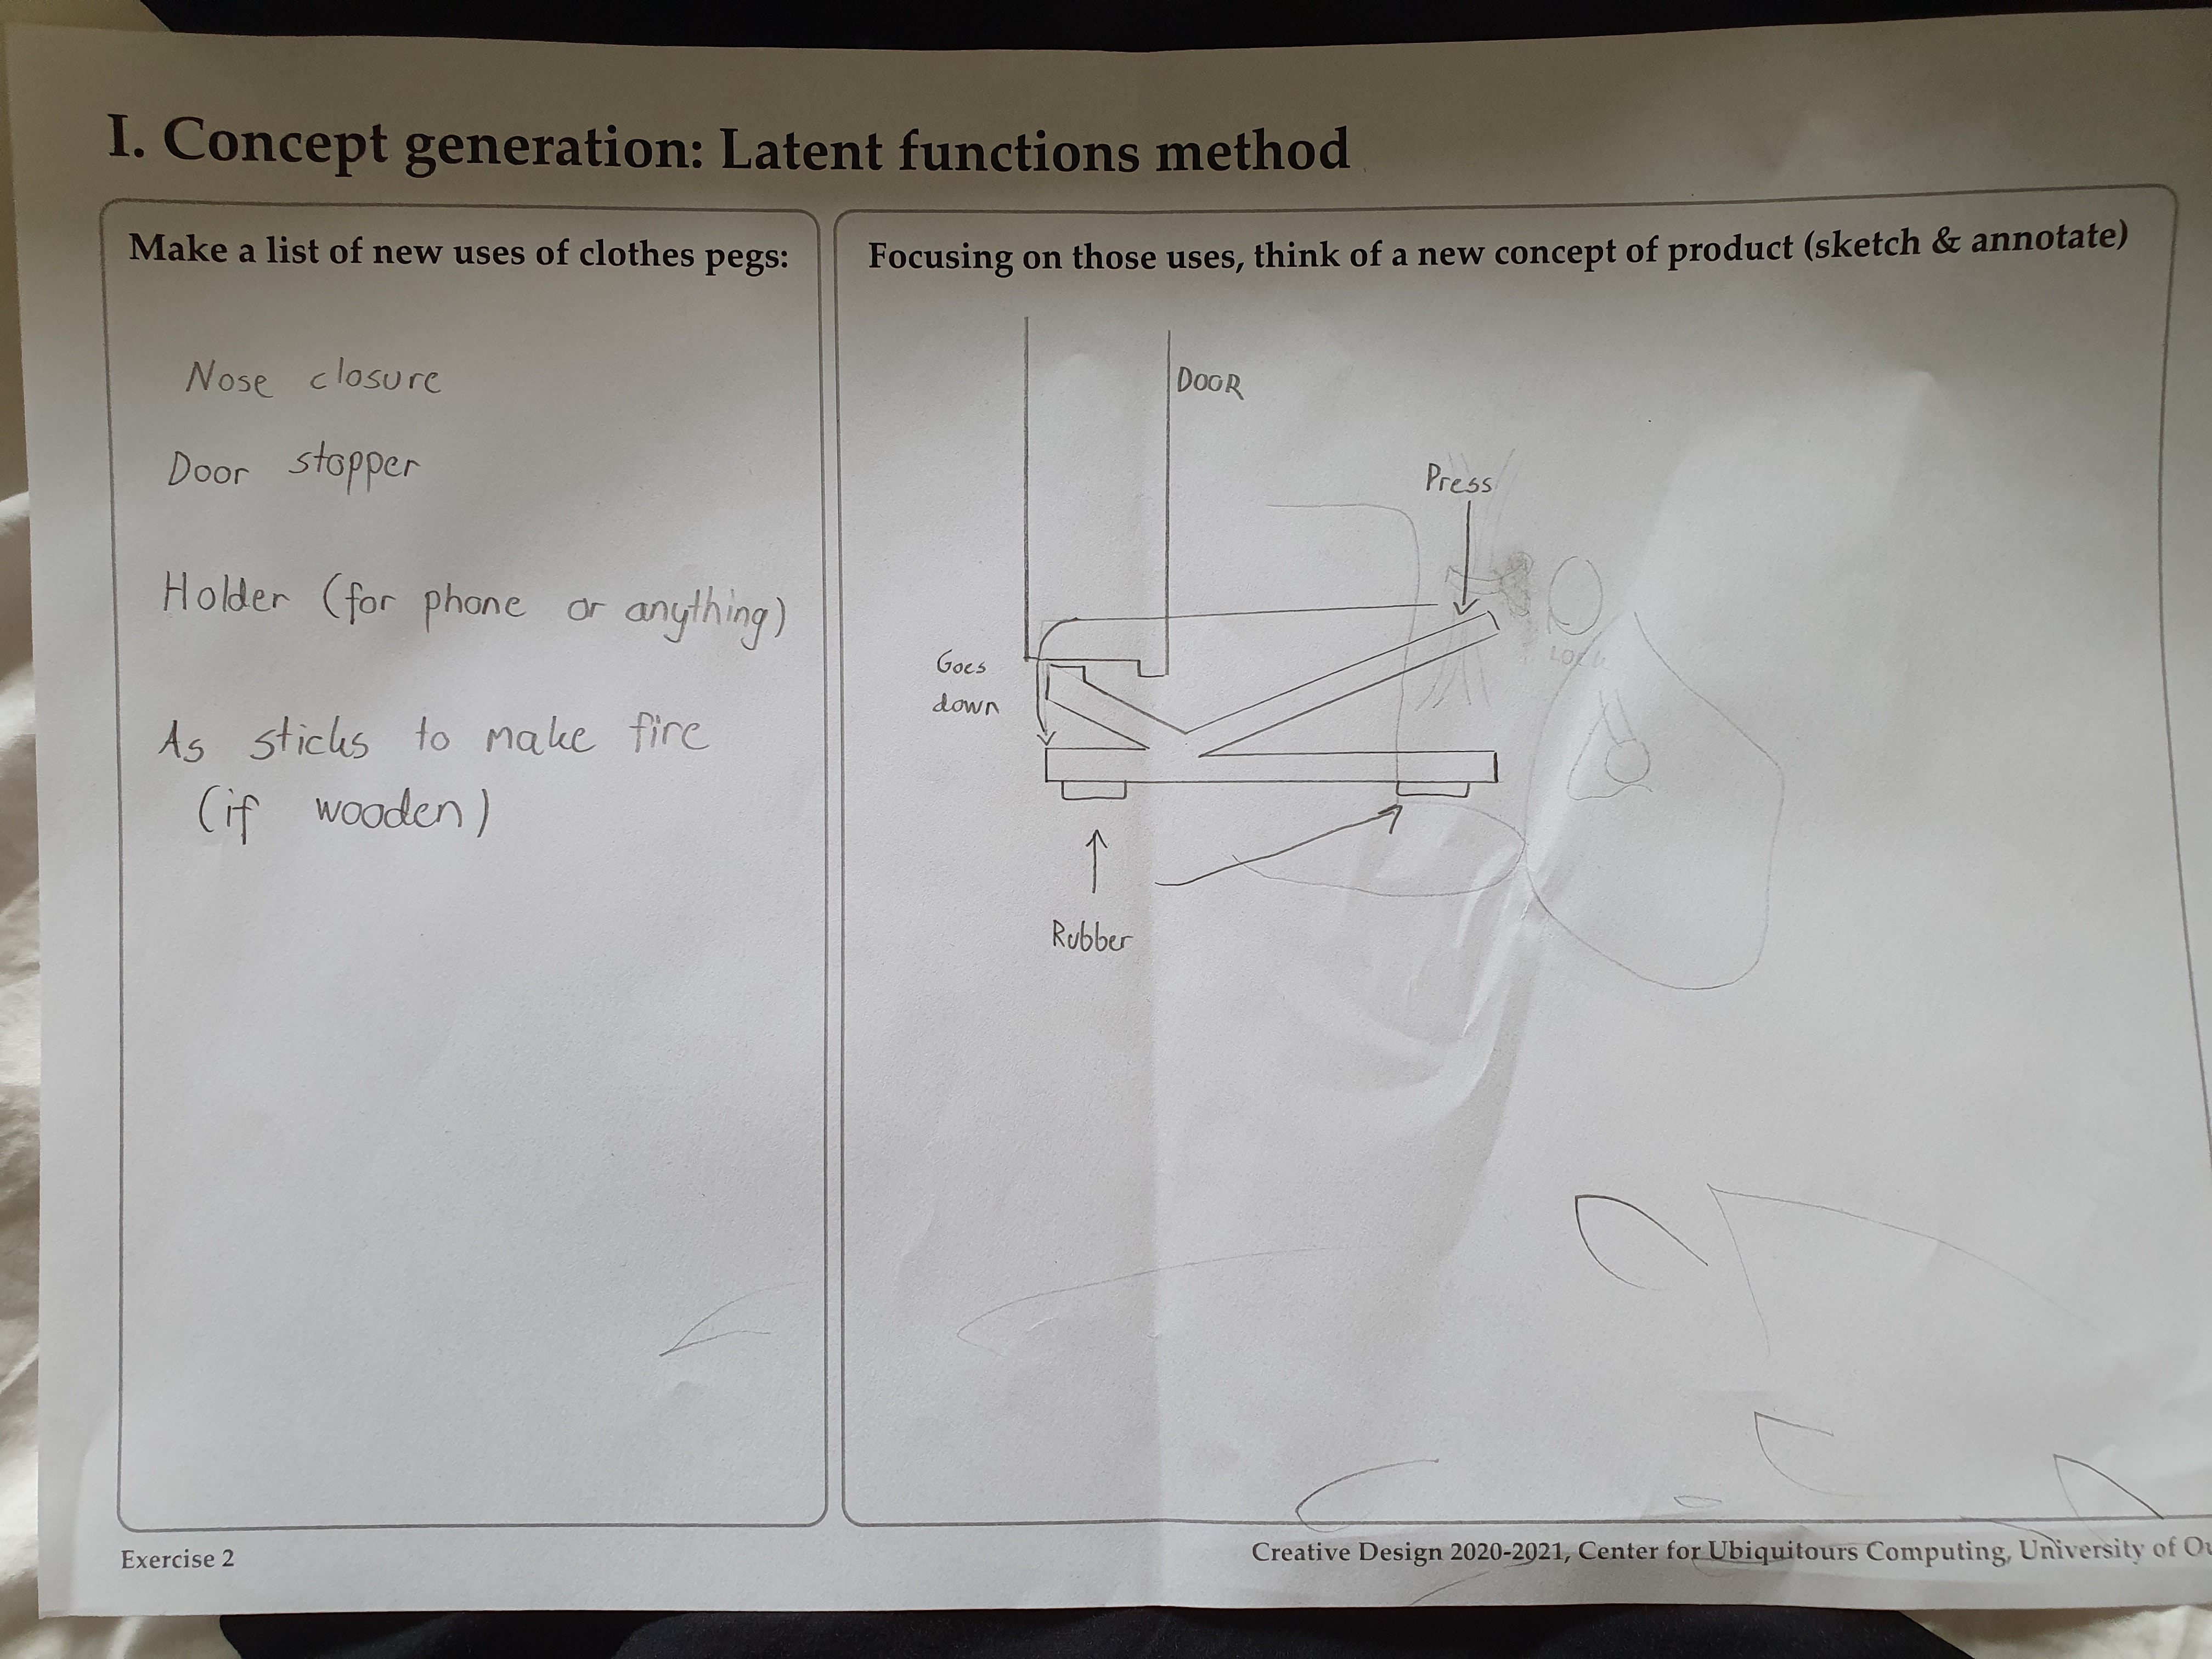 I. Concept generation: Latent functions method
Make a list of new uses of clothes pegs:
Nose closure
Door stopper
Holder (for phone or anything)
As sticks to make fire
(if wooden)
Focusing on those uses, think of a new concept of product (sketch & annotate)
DOOR
Press
Goes
down
Rubber
Exercise 2
Creative Design 2020-2021, Center for Ubiquitours Computing, University of